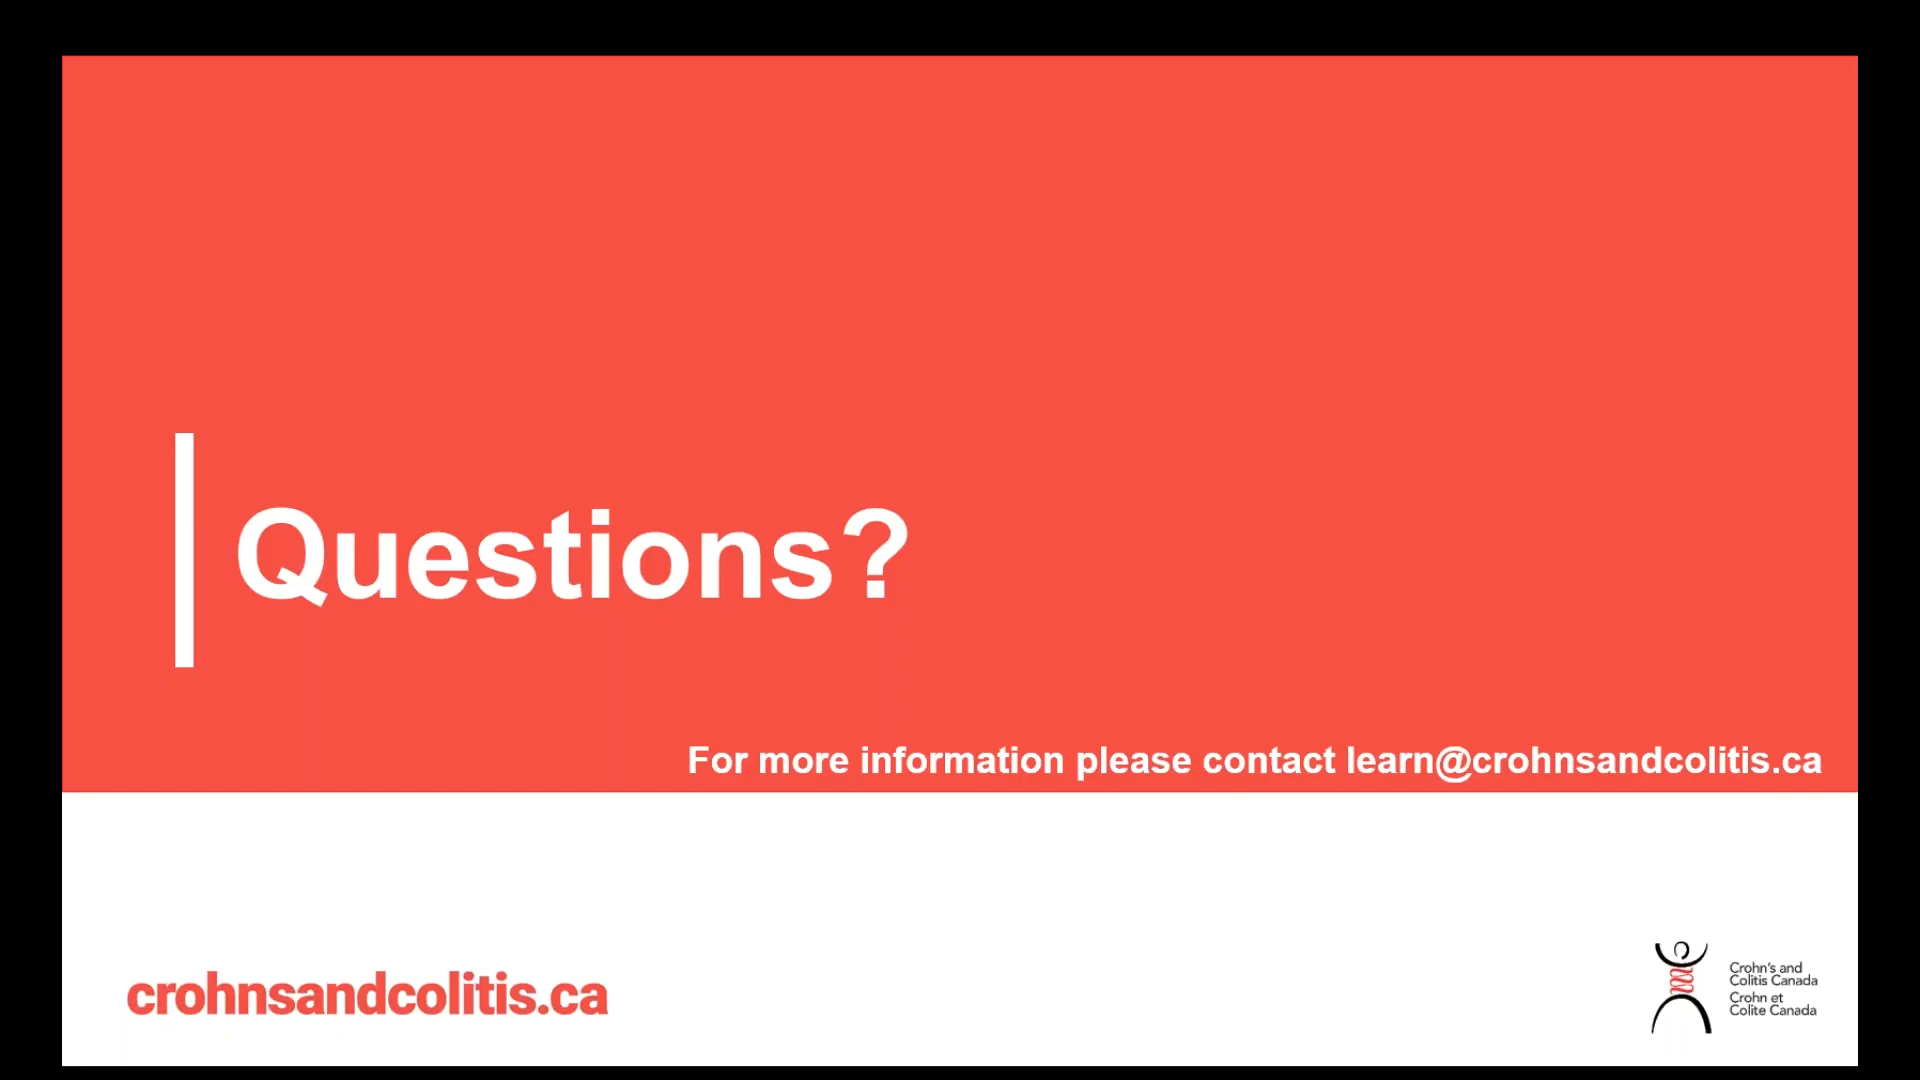 Questions?
For more information please contact learn@crohnsandcolitis.ca
crohnsandcolitis.ca
Crohn's and
Colitis Canada
Crohn et
Colite Canada